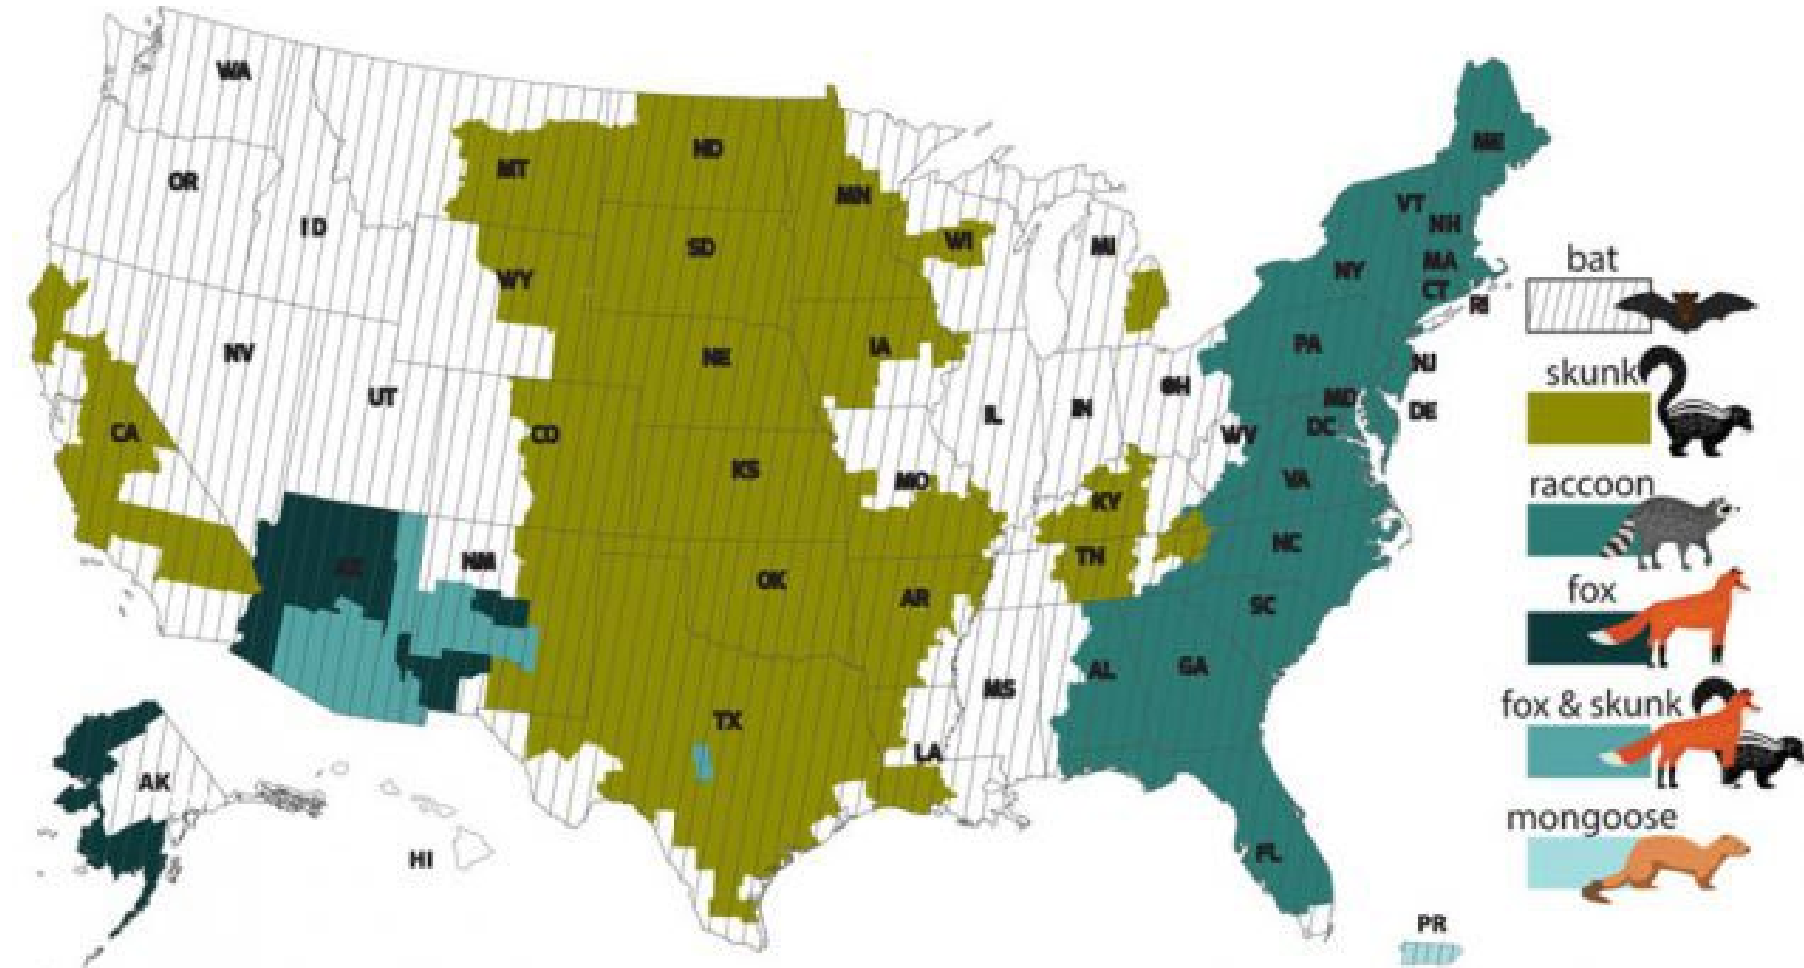 WA
OR
ID
MT
ND
MN
WI
MI
ME
VT
NH
MA
CT
RI
NY
SD
WY
NV
UT
CA
CO
NE
IA
IL
IN
OH
PA
NJ
MD
DE
DC
WV
VA
KS
MO
KY
TN
NC
SC
NM
OK
AR
MS
AL
GA
TX
LA
FL
AK
HI
PR
bat
skunk
raccoon
fox
fox & skunk
mongoose